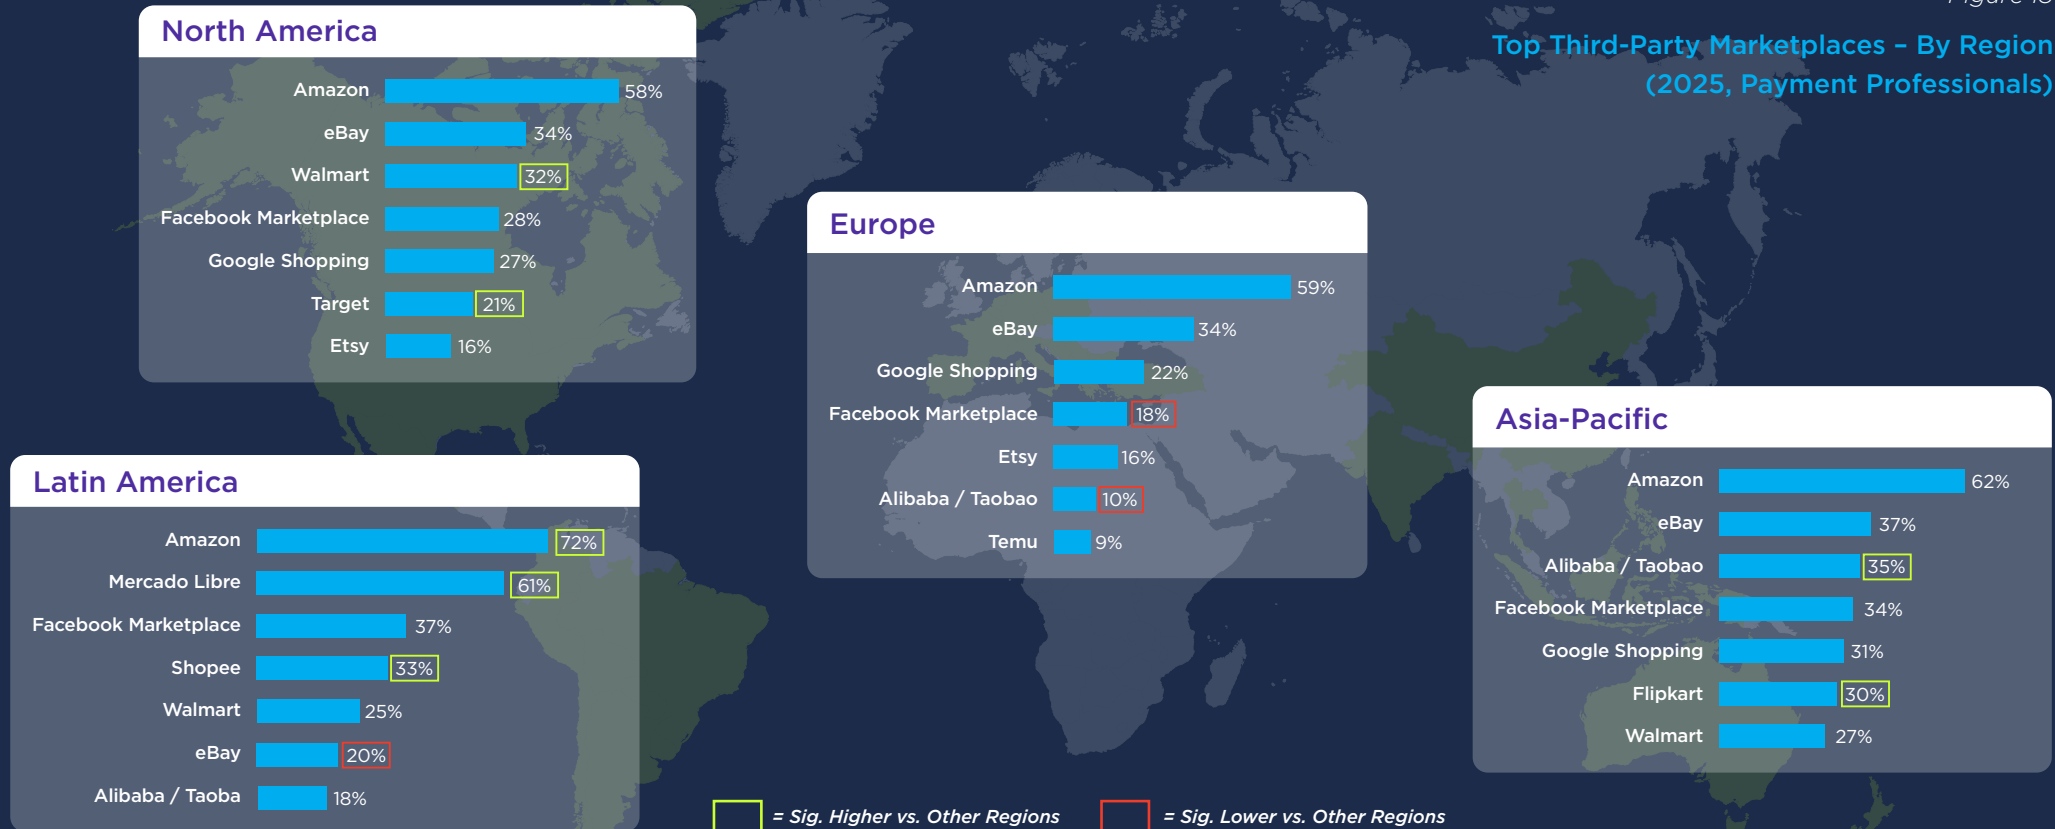 Top Third-Party Marketplaces – By Region
(2025, Payment Professionals)
North America
Amazon 58%
eBay 34%
Walmart 32%
Facebook Marketplace 28%
Google Shopping 27%
Target 21%
Etsy 16%
Europe
Amazon 59%
eBay 34%
Google Shopping 22%
Facebook Marketplace 18%
Etsy 16%
Alibaba / Taobao 10%
Temu 9%
Asia-Pacific
Amazon 62%
eBay 37%
Alibaba / Taobao 35%
Facebook Marketplace 34%
Google Shopping 31%
Flipkart 30%
Walmart 27%
Latin America
Amazon 72%
Mercado Libre 61%
Facebook Marketplace 37%
Shopee 33%
Walmart 25%
eBay 20%
Alibaba / Taoba 18%
= Sig. Higher vs. Other Regions
= Sig. Lower vs. Other Regions